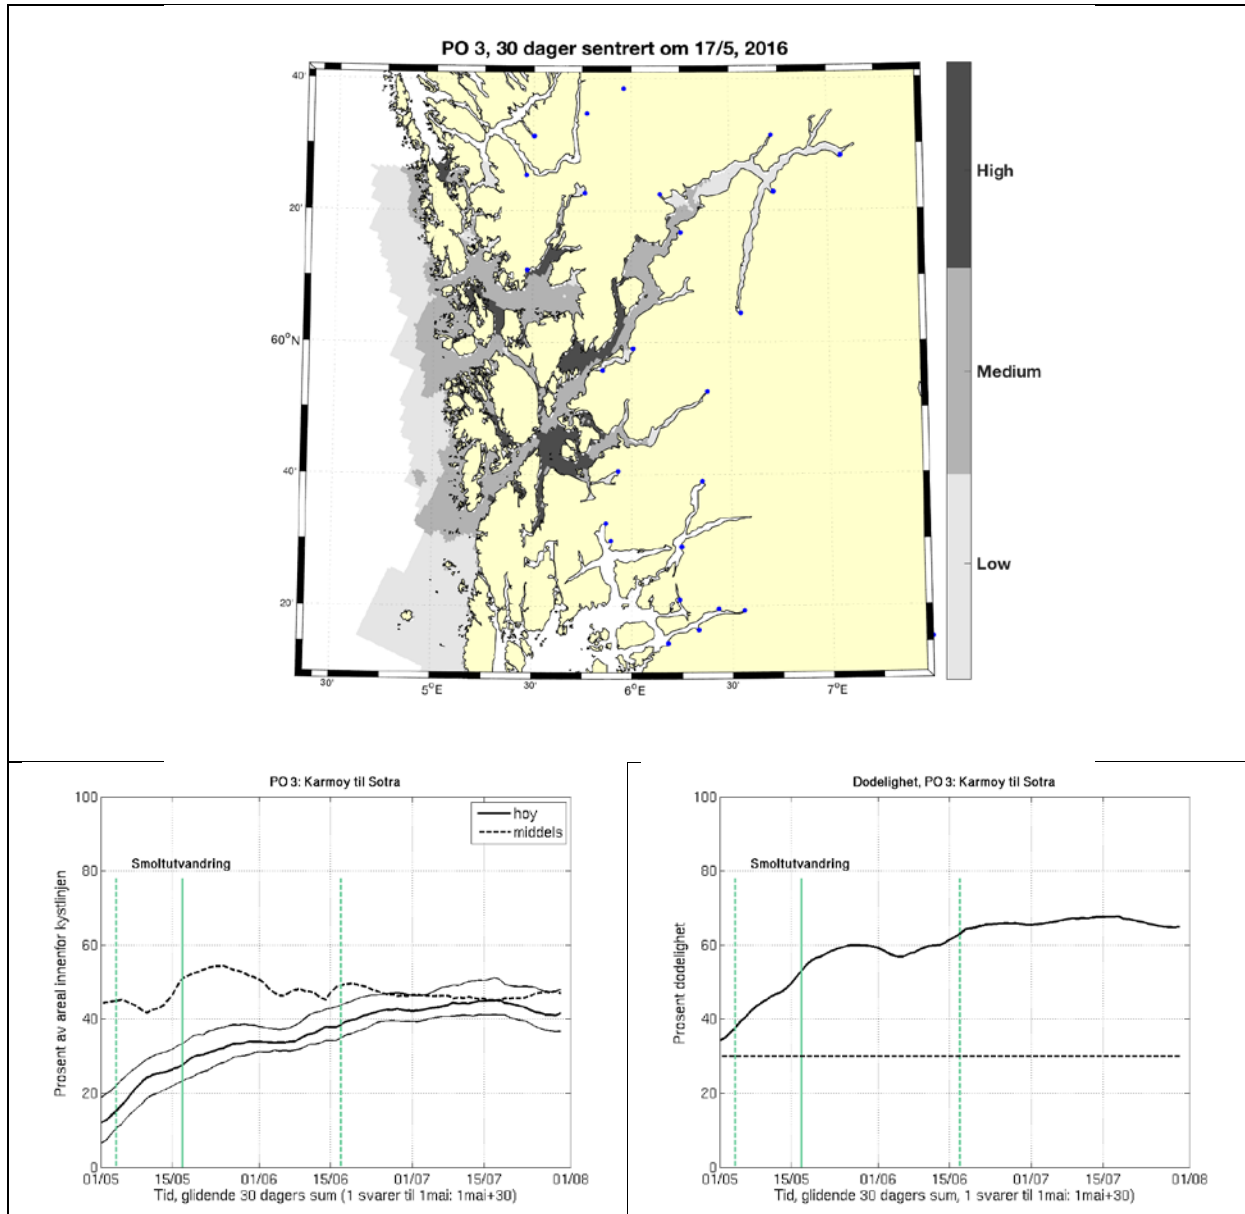 PO 3, 30 dager sentrert om 17/5, 2016
40'
20'
60°N
40'
20'
30'
5°E
30'
6°E
30'
7°E
High
Medium
Low
PO 3: Karmoy til Sotra
hoy
middels
Smoltutvandring
Prosent av areal innenfor kystlinjen
100
80
60
40
20
0
01/05
15/05
01/06
15/06
01/07
15/07
01/08
Tid, glidende 30 dagers sum (1 svarer til 1mai: 1mai+30)
Dodelighet, PO 3: Karmoy til Sotra
Smoltutvandring
Prosent dodelighet
100
80
60
40
20
0
01/05
15/05
01/06
15/06
01/07
15/07
01/08
Tid, glidende 30 dagers sum, 1 svarer til 1mai: 1mai+30)